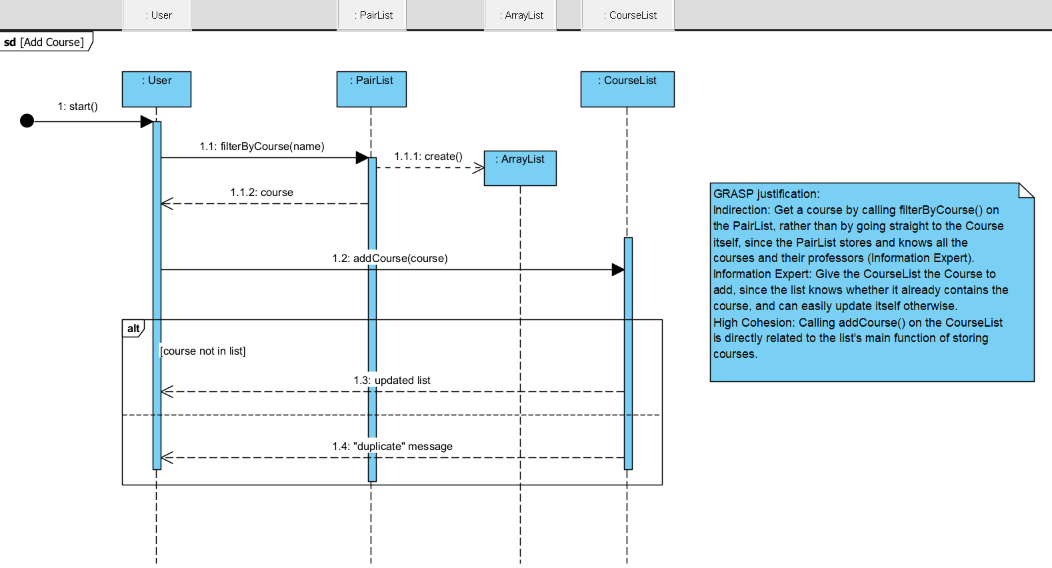 : User
: PairList
: ArrayList
: CourseList
sd [Add Course]
: User
: PairList
: CourseList
1: start()
1.1: filterByCourse(name)
1.1.1: create()
: ArrayList
1.1.2: course
1.2: addCourse(course)
alt
[course not in list]
1.3: updated list
1.4: "duplicate" message
GRASP justification:
Indirection: Get a course by calling filterByCourse() on
the PairList, rather than by going straight to the Course
itself, since the PairList stores and knows all the
courses and their professors (Information Expert).
Information Expert: Give the CourseList the Course to
add, since the list knows whether it already contains the
course, and can easily update itself otherwise.
High Cohesion: Calling addCourse() on the CourseList
is directly related to the list's main function of storing
courses.